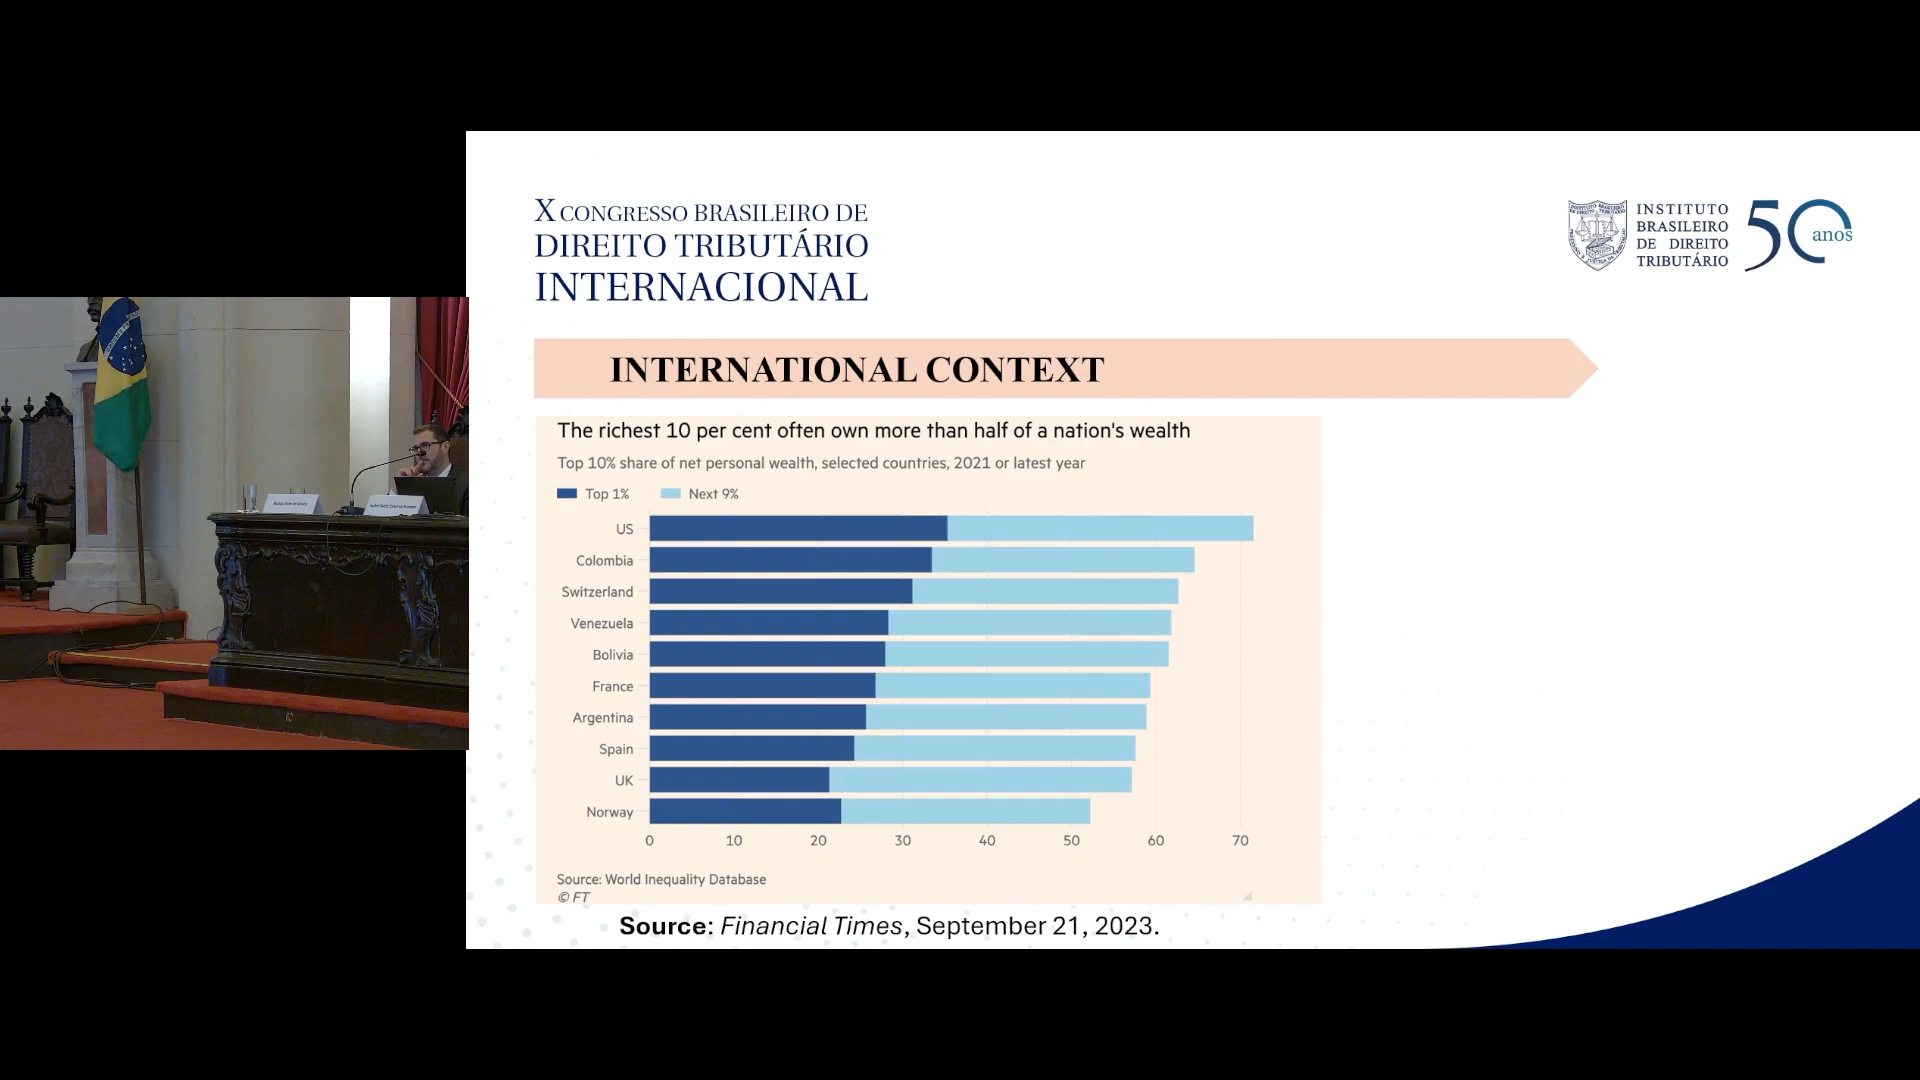 X CONGRESSO BRASILEIRO DE
DIREITO TRIBUTÁRIO
INTERNACIONAL
INSTITUTO
BRASILEIRO
DE DIREITO
TRIBUTÁRIO
50 anos
INTERNATIONAL CONTEXT
The richest 10 per cent often own more than half of a nation's wealth
Top 10% share of net personal wealth, selected countries, 2021 or latest year
Top 1% Next 9%
US
Colombia
Switzerland
Venezuela
Bolivia
France
Argentina
Spain
UK
Norway
0 10 20 30 40 50 60 70
Source: World Inequality Database
© FT
Source: Financial Times, September 21, 2023.